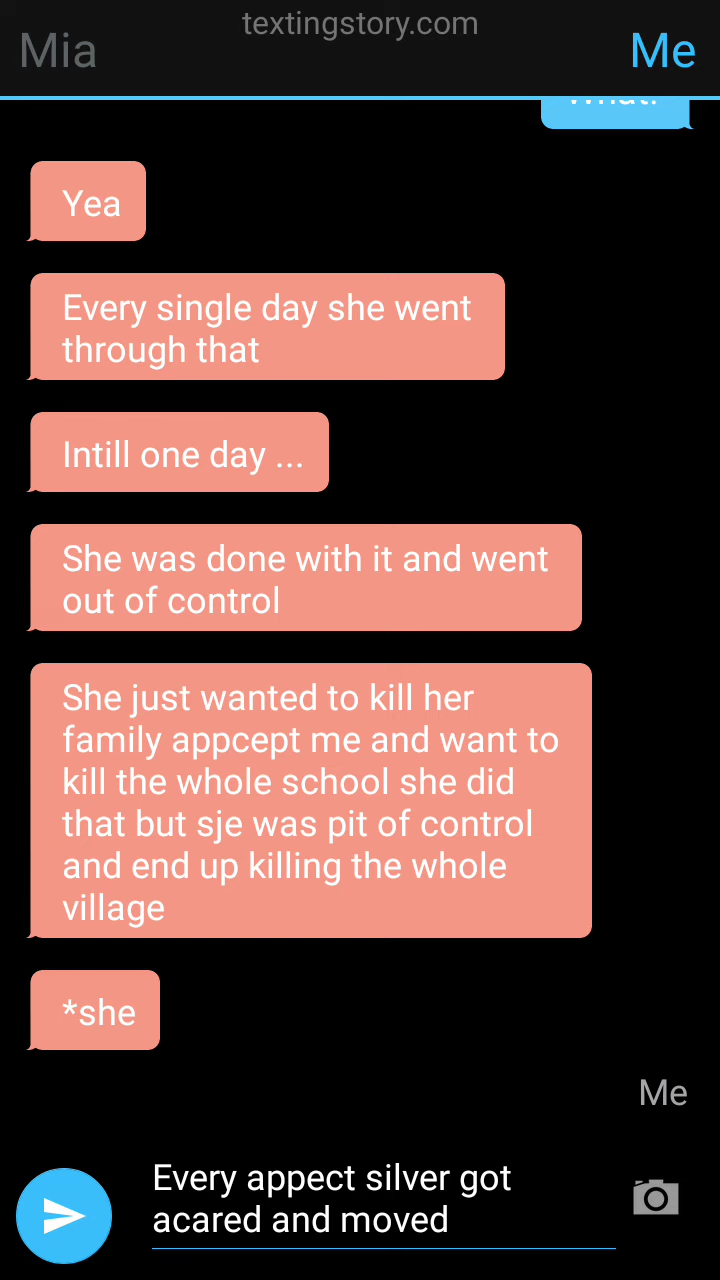 textingstory.com
Mia
Me
What?
Yea
Every single day she went
through that
Intill one day ...
She was done with it and went
out of control
She just wanted to kill her
family appcept me and want to
kill the whole school she did
that but sje was pit of control
and end up killing the whole
village
*she
Me
Every appect silver got
acared and moved